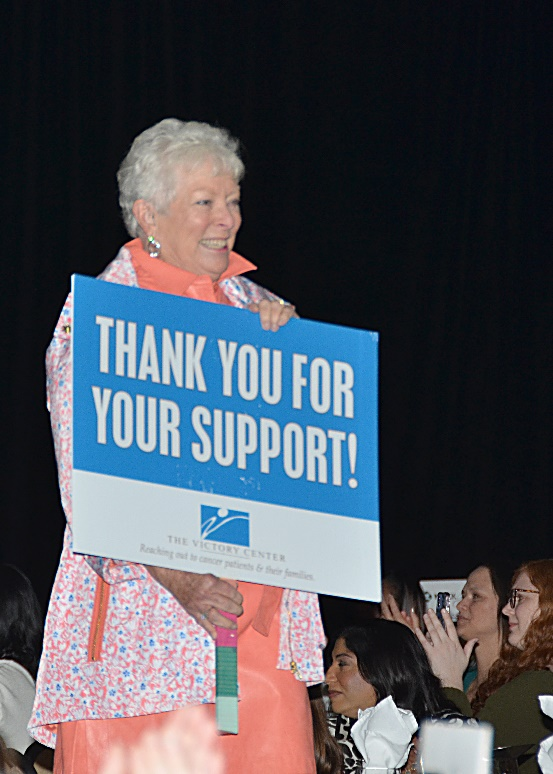 THANK YOU FOR
YOUR SUPPORT!
THE VICTORY CENTER
Reaching out to cancer patients & their families.